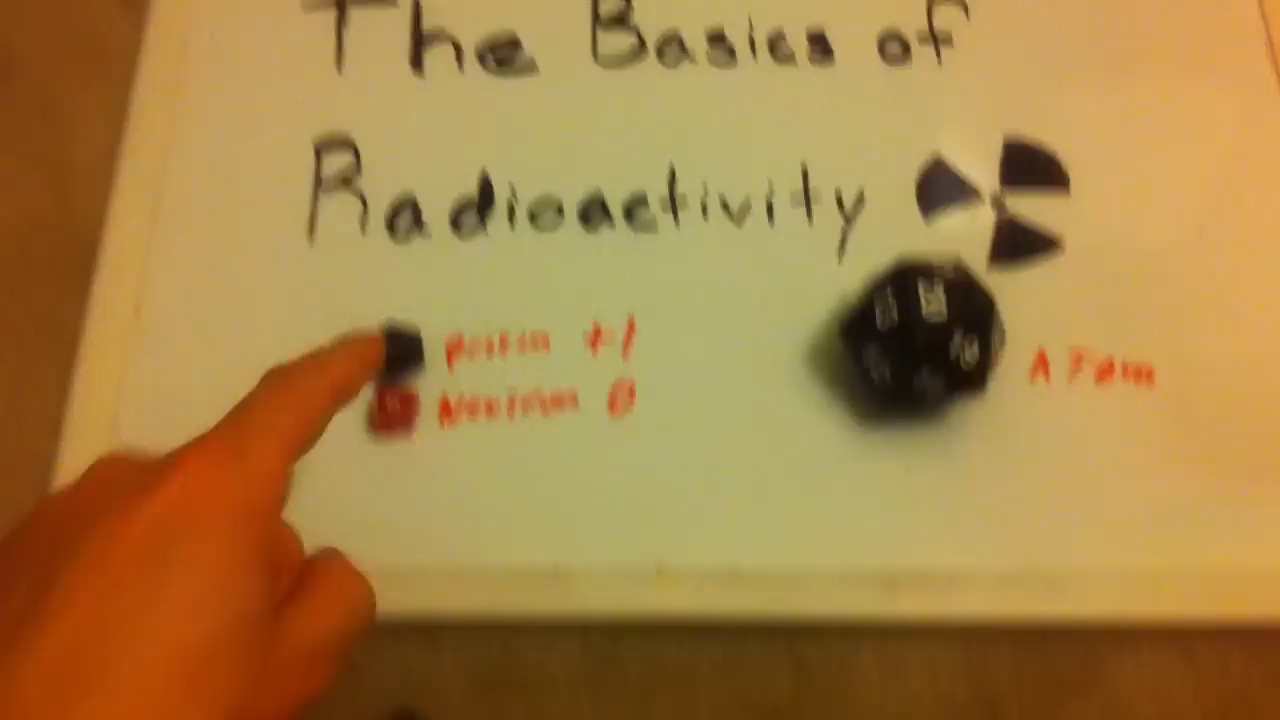 The Basics of
Radioactivity
proton +1
Neutron 0
ATom